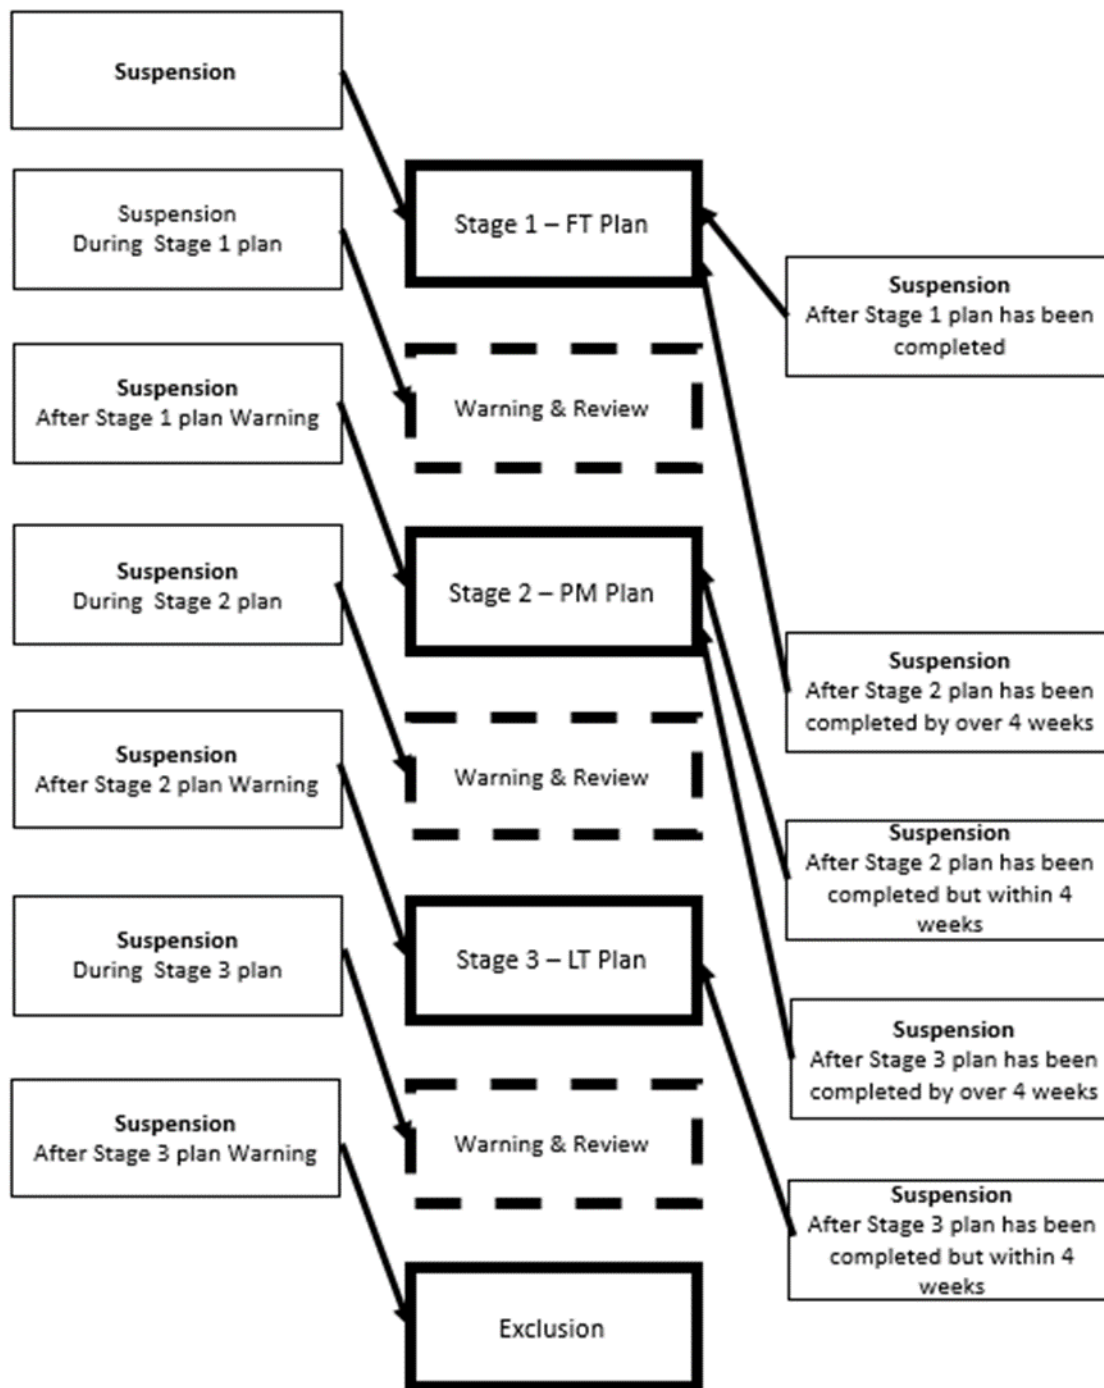 Suspension
Suspension
During Stage 1 plan
Suspension
After Stage 1 plan Warning
Suspension
During Stage 2 plan
Suspension
After Stage 2 plan Warning
Suspension
During Stage 3 plan
Suspension
After Stage 3 plan Warning
Stage 1 – FT Plan
Warning & Review
Stage 2 – PM Plan
Warning & Review
Stage 3 – LT Plan
Warning & Review
Exclusion
Suspension
After Stage 1 plan has been
completed
Suspension
After Stage 2 plan has been
completed by over 4 weeks
Suspension
After Stage 2 plan has been
completed but within 4
weeks
Suspension
After Stage 3 plan has been
completed by over 4 weeks
Suspension
After Stage 3 plan has been
completed but within 4
weeks